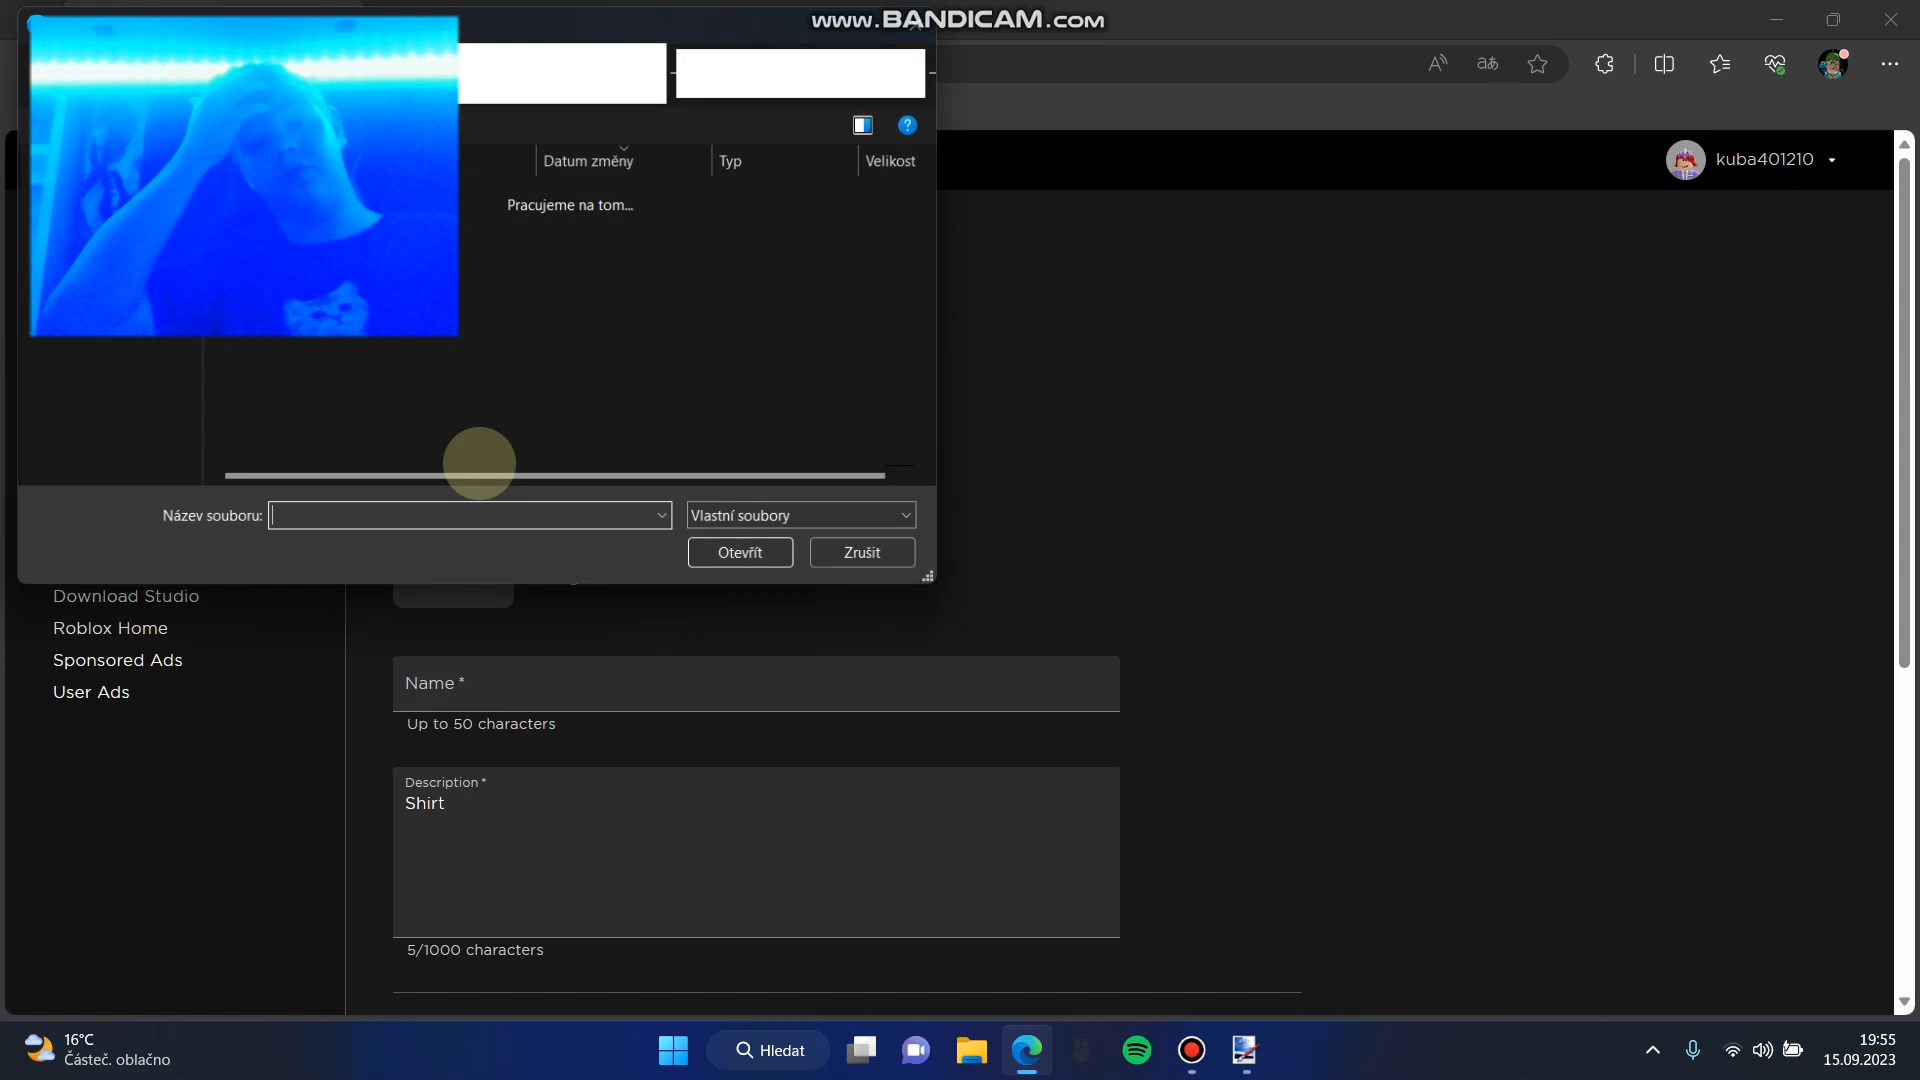 www.BANDICAM.com
Datum změny
Typ
Velikost
Pracujeme na tom...
kuba401210
Název souboru:
Vlastní soubory
Otevřít
Zrušit
Download Studio
Roblox Home
Sponsored Ads
User Ads
Name *
Up to 50 characters
Description *
Shirt
5/1000 characters
16°C
Částeč. oblačno
Hledat
19:55
15.09.2023